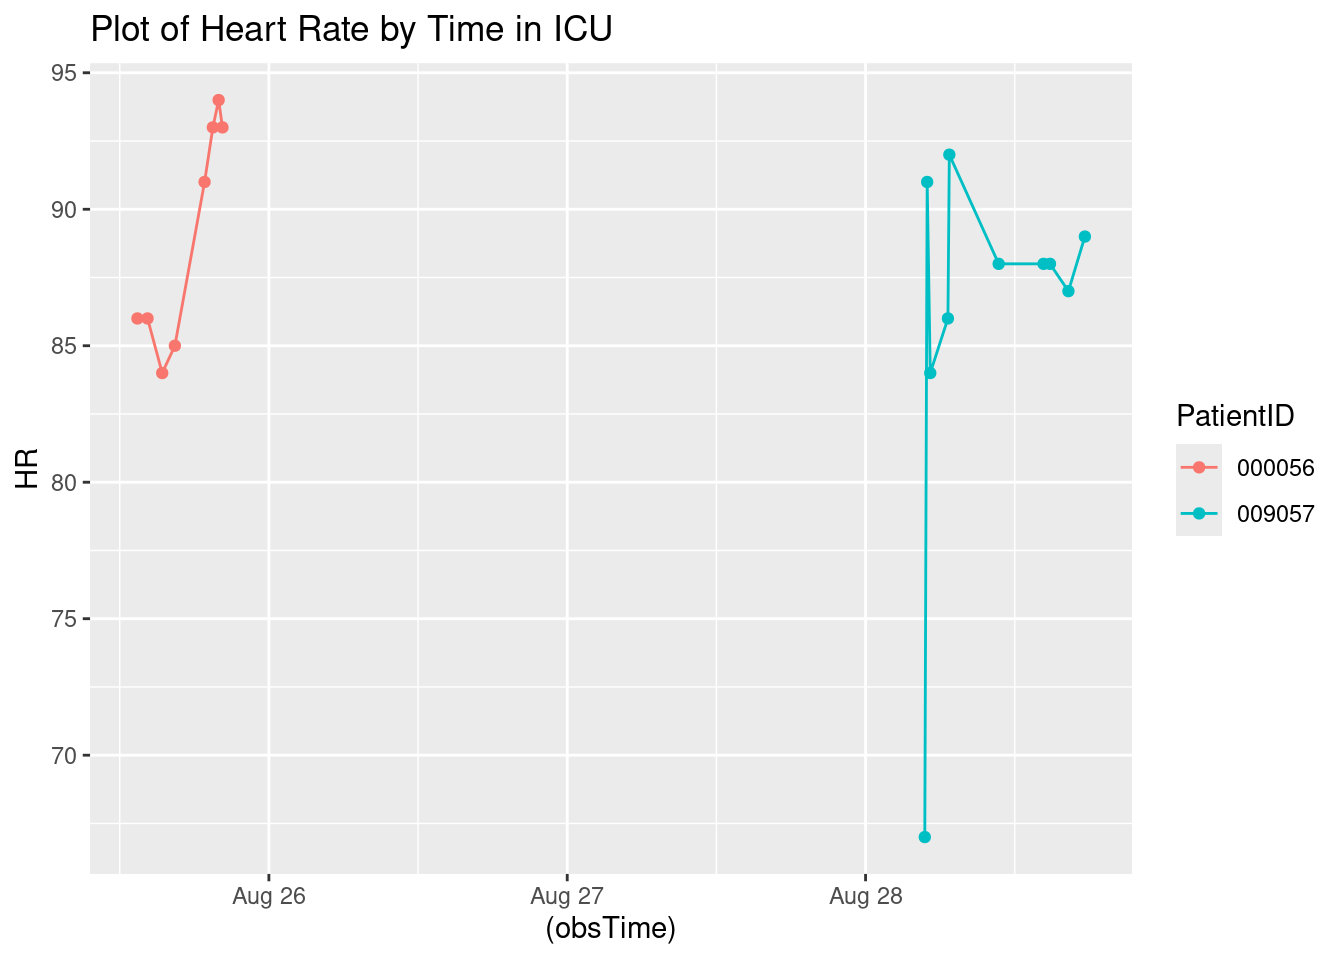 Plot of Heart Rate by Time in ICU
95
90
85
80
75
70
HR
Aug 26
Aug 27
Aug 28
(obsTime)
PatientID
000056
009057